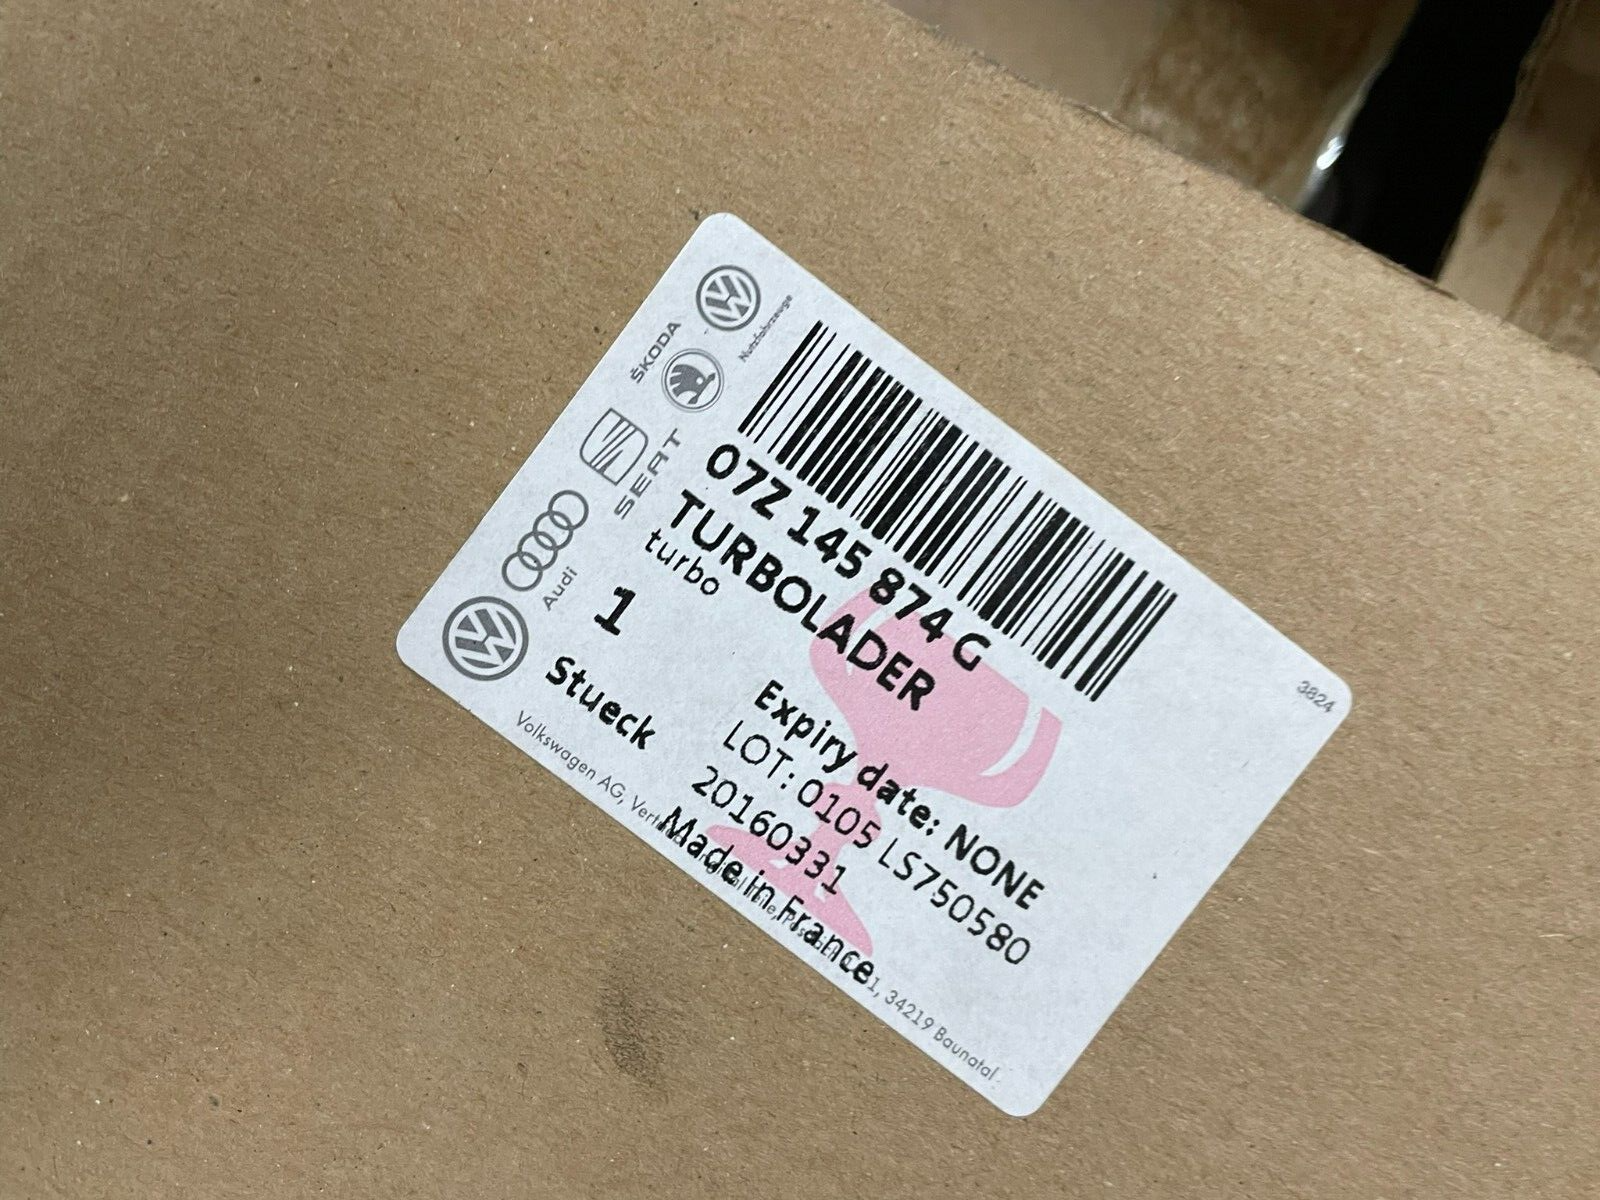 Nutzfahrzeuge
ŠKODA
SEAT
Audi
07Z 145 874 G
TURBOLADER
turbo
1
Stueck
Expiry date: NONE
LOT: 0105 LS750580
20160331
Made in France
Volkswagen AG, 34219 Baunatal
3824